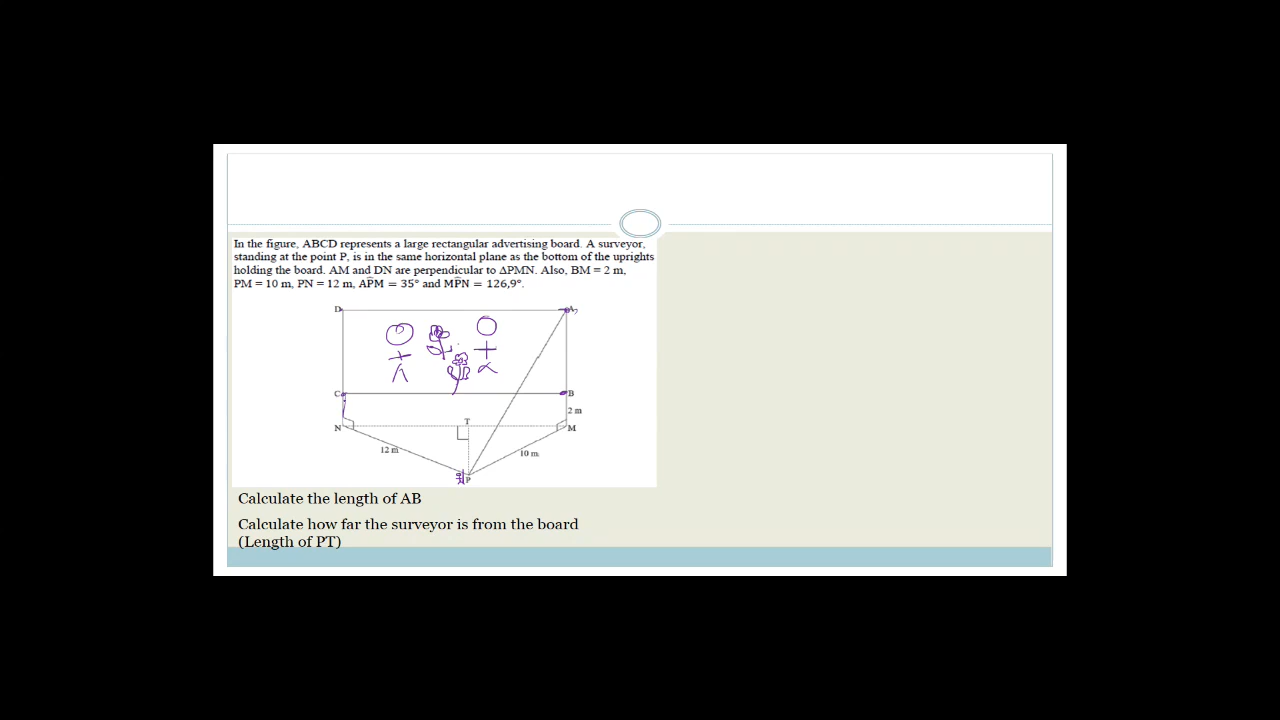 In the figure, ABCD represents a large rectangular advertising board. A surveyor,
standing at the point P, is in the same horizontal plane as the bottom of the uprights
holding the board. AM and DN are perpendicular to ΔPMN. Also, BM = 2 m,
PM = 10 m, PN = 12 m, AP̂M = 35° and MP̂N = 126,9°.
D A
C B
2 m
T
N M
12 m 10 m
P
Calculate the length of AB
Calculate how far the surveyor is from the board
(Length of PT)